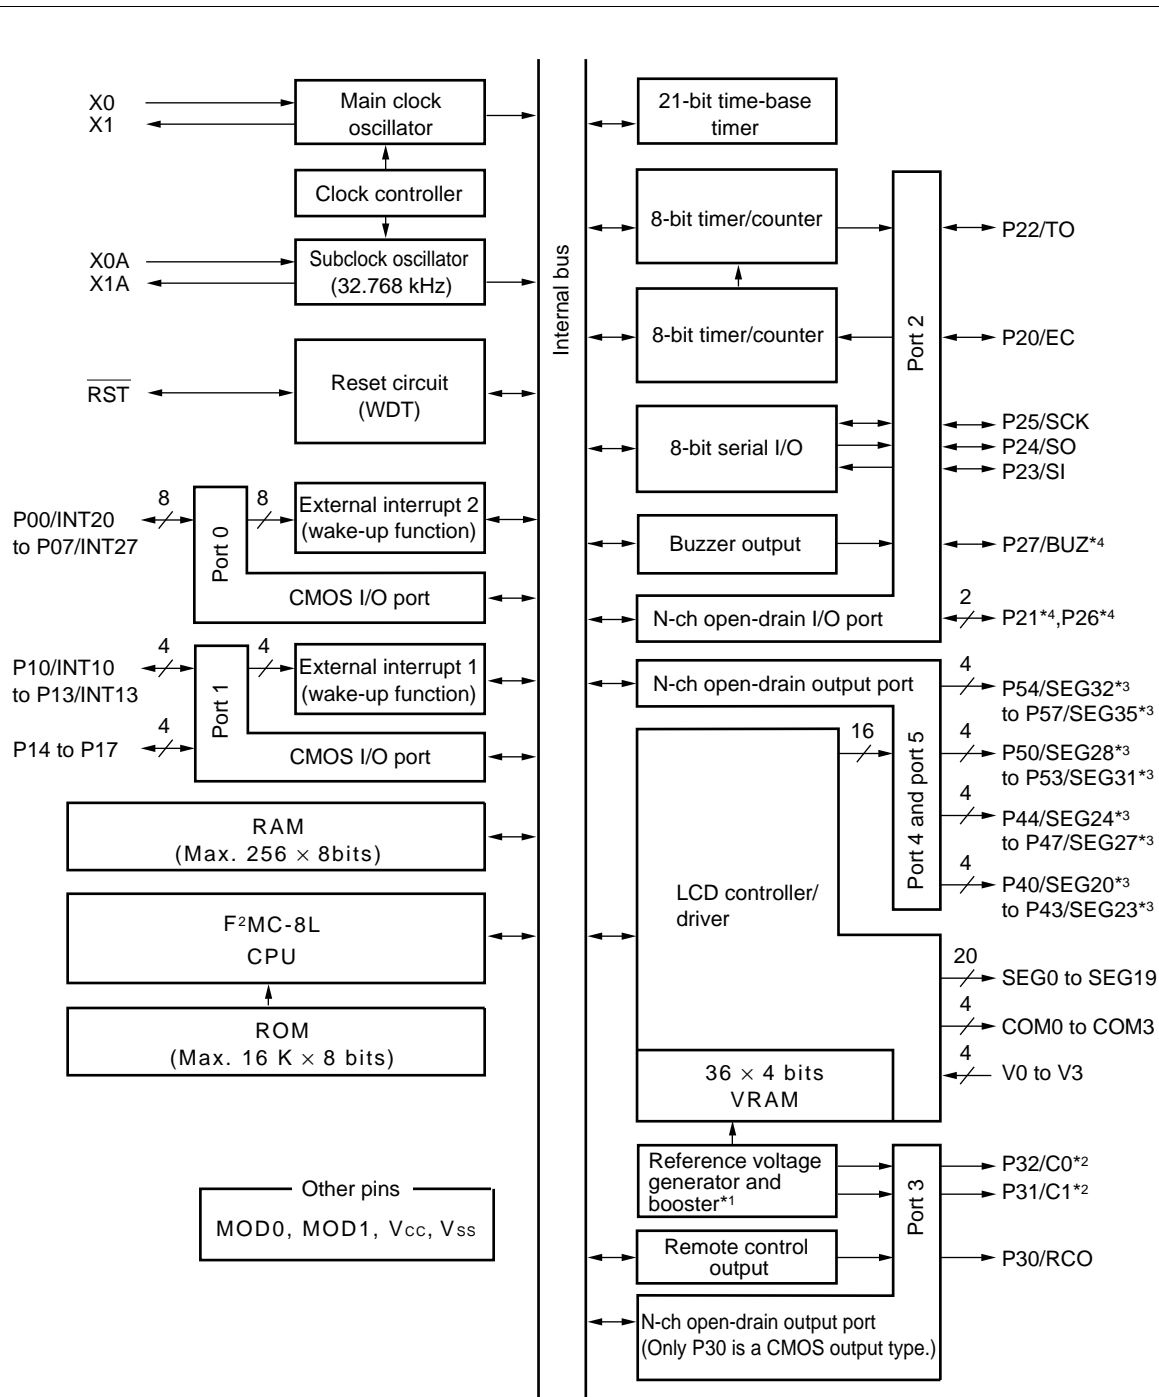 X0
X1
Main clock
oscillator
Clock controller
X0A
X1A
Subclock oscillator
(32.768 kHz)
RST
Reset circuit
(WDT)
P00/INT20
to P07/INT27
8
Port 0
8
External interrupt 2
(wake-up function)
CMOS I/O port
P10/INT10
to P13/INT13
4
P14 to P17
4
Port 1
4
External interrupt 1
(wake-up function)
CMOS I/O port
RAM
(Max. 256 × 8bits)
F²MC-8L
CPU
ROM
(Max. 16 K × 8 bits)
Other pins
MOD0, MOD1, Vcc, Vss
Internal bus
21-bit time-base
timer
8-bit timer/counter
8-bit timer/counter
8-bit serial I/O
Buzzer output
N-ch open-drain I/O port
Port 2
P22/TO
P20/EC
P25/SCK
P24/SO
P23/SI
P27/BUZ*4
2
P21*4,P26*4
N-ch open-drain output port
16
Port 4 and port 5
4
P54/SEG32*3
to P57/SEG35*3
4
P50/SEG28*3
to P53/SEG31*3
4
P44/SEG24*3
to P47/SEG27*3
4
P40/SEG20*3
to P43/SEG23*3
LCD controller/
driver
20
SEG0 to SEG19
4
COM0 to COM3
4
V0 to V3
36 × 4 bits
VRAM
Reference voltage
generator and
booster*1
Port 3
P32/C0*2
P31/C1*2
Remote control
output
P30/RCO
N-ch open-drain output port
(Only P30 is a CMOS output type.)